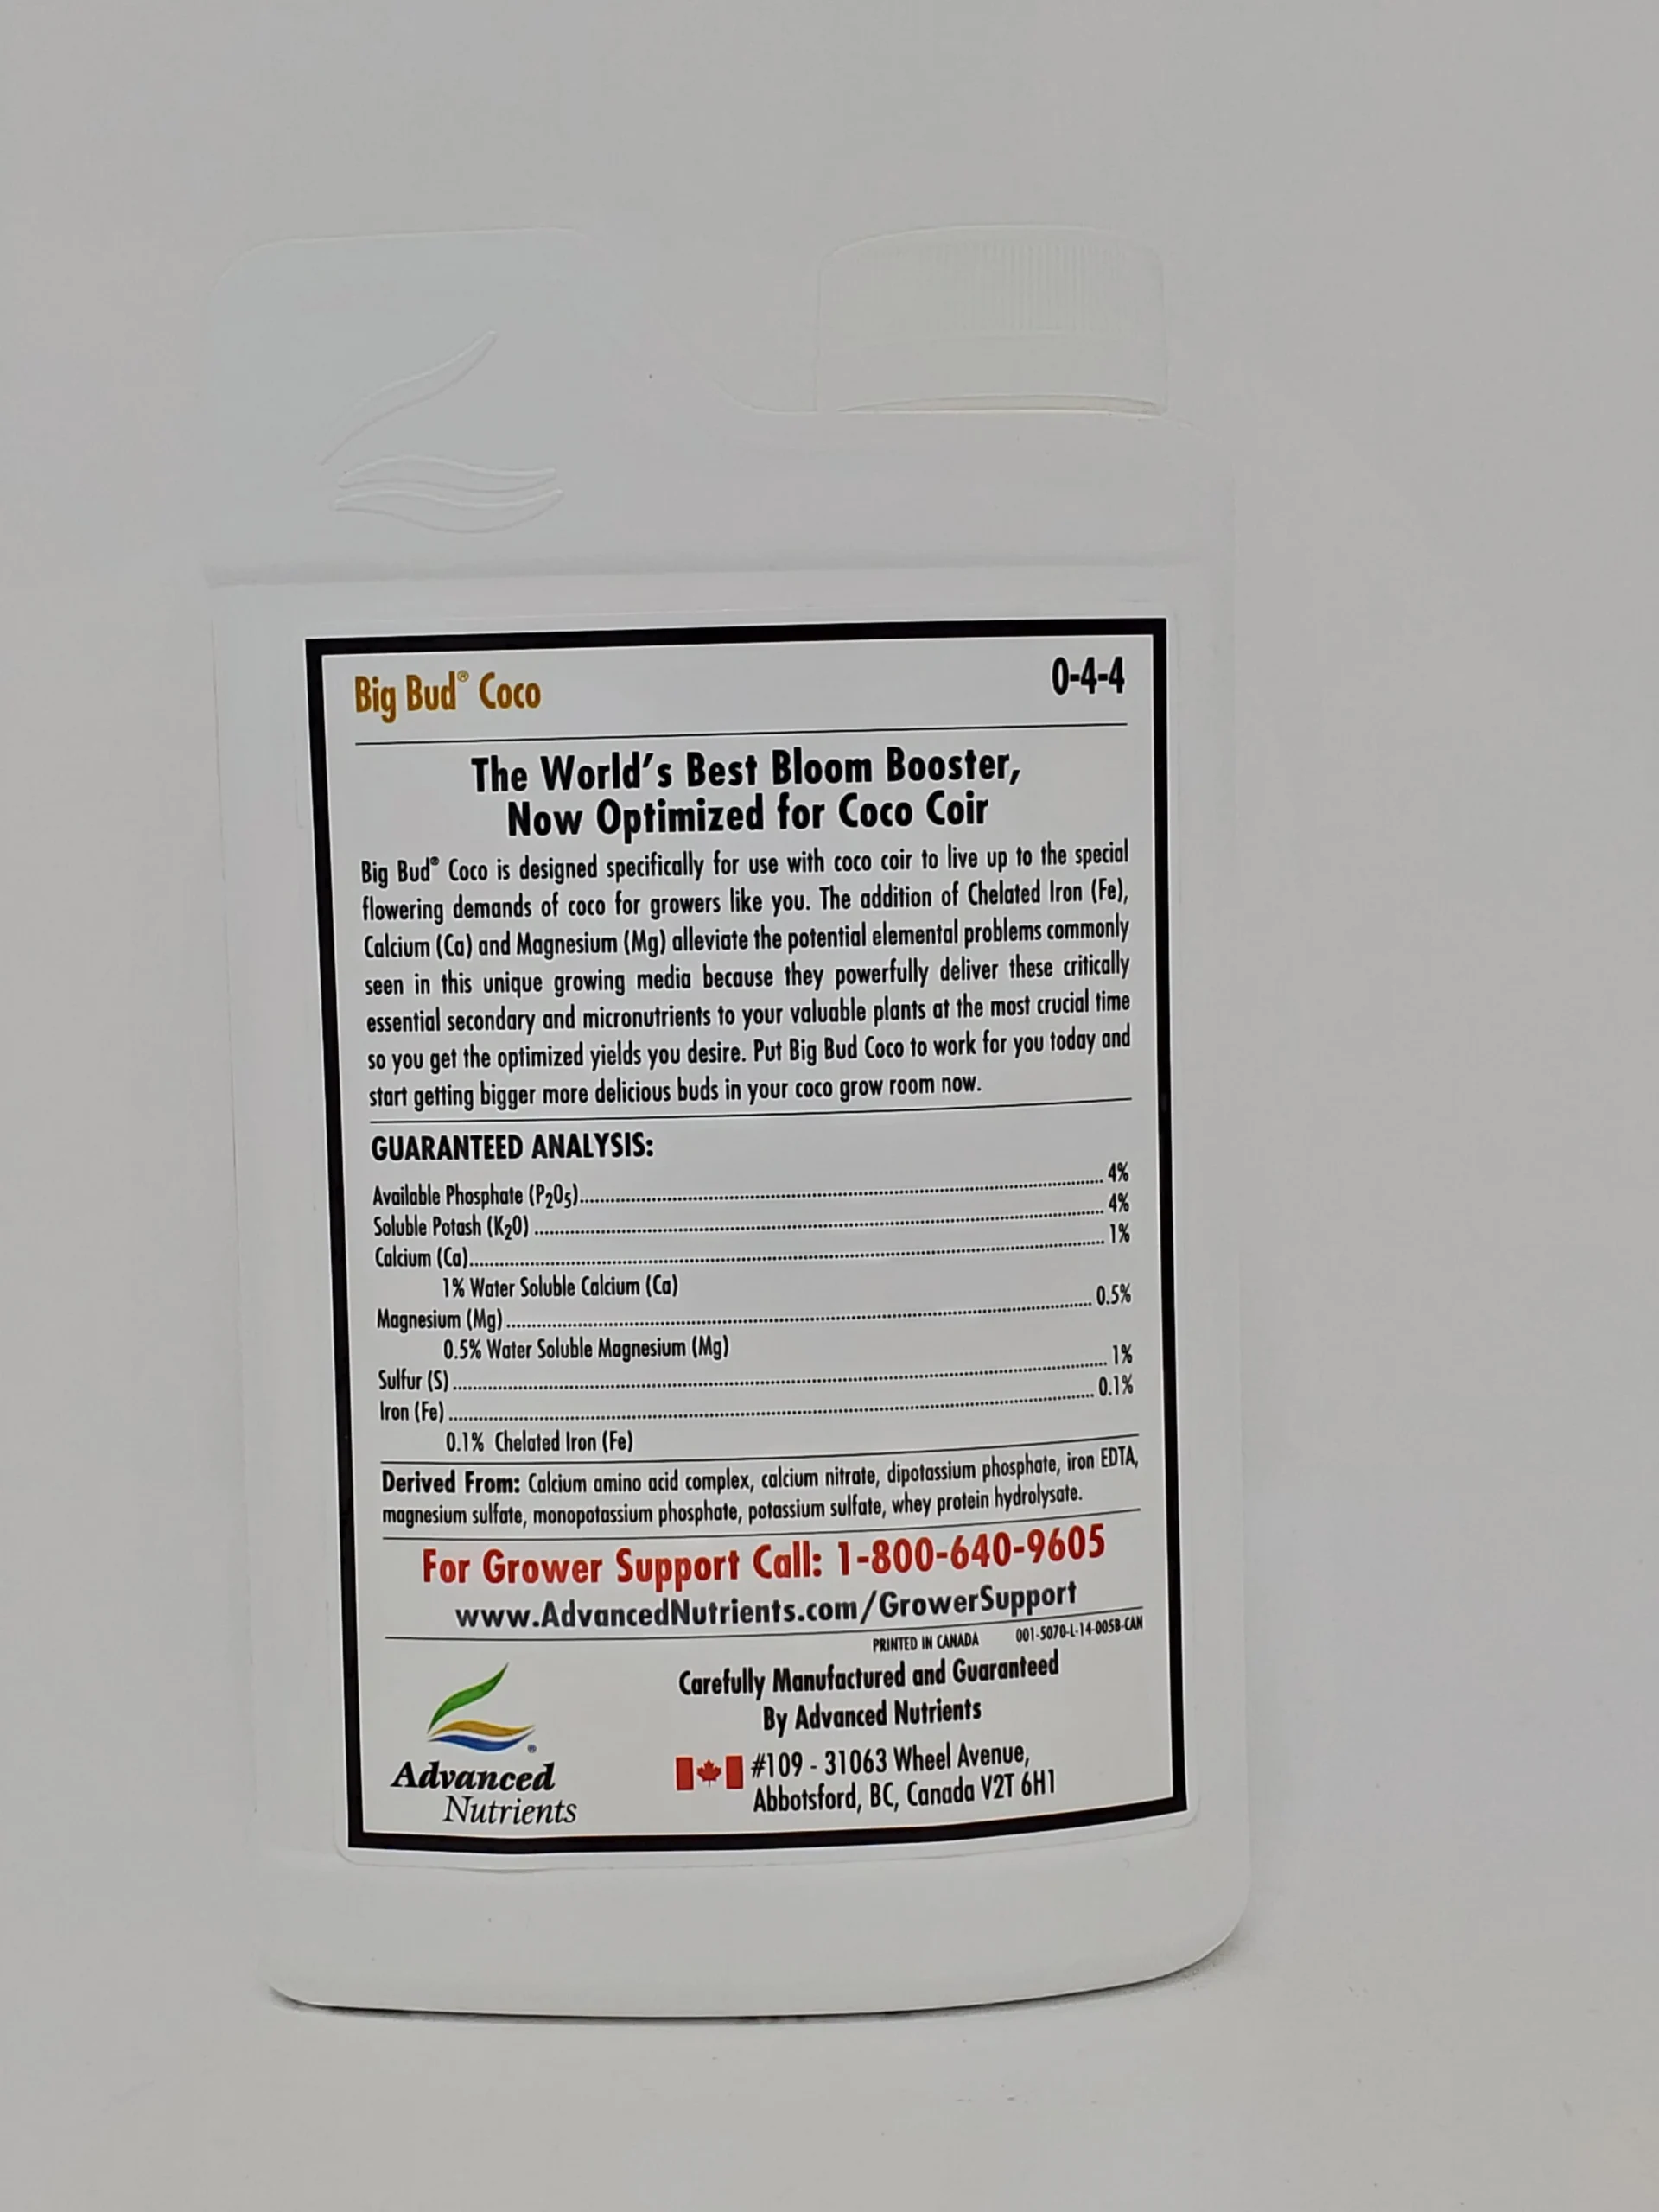 Big Bud® Coco 0-4-4
The World's Best Bloom Booster,
Now Optimized for Coco Coir
Big Bud® Coco is designed specifically for use with coco coir to live up to the special
flowering demands of coco for growers like you. The addition of Chelated Iron (Fe),
Calcium (Ca) and Magnesium (Mg) alleviate the potential elemental problems commonly
seen in this unique growing media because they powerfully deliver these critically
essential secondary and micronutrients to your valuable plants at the most crucial time
so you get the optimized yields you desire. Put Big Bud Coco to work for you today and
start getting bigger more delicious buds in your coco grow room now.
GUARANTEED ANALYSIS:
Available Phosphate (P₂O₅)........ 4%
Soluble Potash (K₂O)........ 4%
Calcium (Ca)........ 1%
1% Water Soluble Calcium (Ca)
Magnesium (Mg)........ 0.5%
0.5% Water Soluble Magnesium (Mg)
Sulfur (S)........ 1%
Iron (Fe)........ 0.1%
0.1% Chelated Iron (Fe)
Derived From: Calcium amino acid complex, calcium nitrate, dipotassium phosphate, iron EDTA,
magnesium sulfate, monopotassium phosphate, potassium sulfate, whey protein hydrolysate.
For Grower Support Call: 1-800-640-9605
www.AdvancedNutrients.com/GrowerSupport
PRINTED IN CANADA 001-5070-L-14-005B-CAN
Carefully Manufactured and Guaranteed
By Advanced Nutrients
#109 - 31063 Wheel Avenue,
Abbotsford, BC, Canada V2T 6H1
®
Advanced
Nutrients